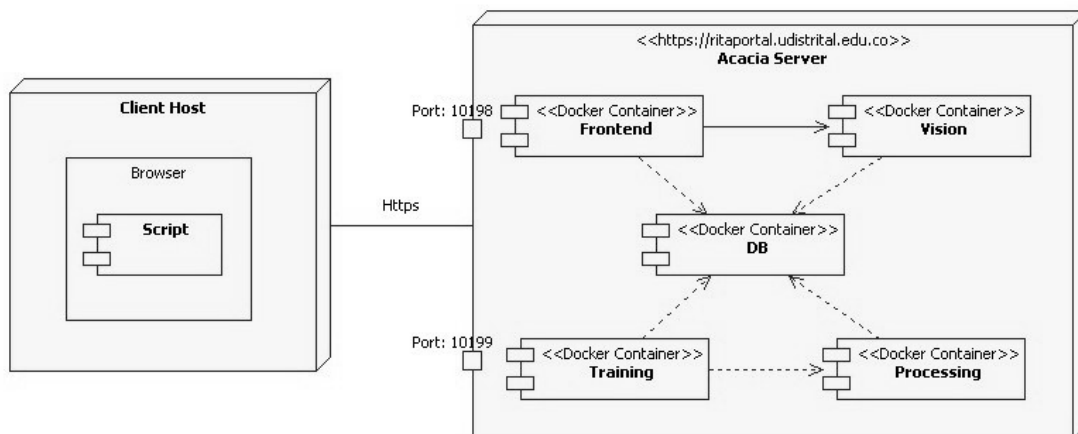 <<https://ritaportal.udistrital.edu.co>>
Acacia Server
Client Host
Browser
Script
Https
Port: 10198
<<Docker Container>>
Frontend
<<Docker Container>>
Vision
<<Docker Container>>
DB
Port: 10199
<<Docker Container>>
Training
<<Docker Container>>
Processing